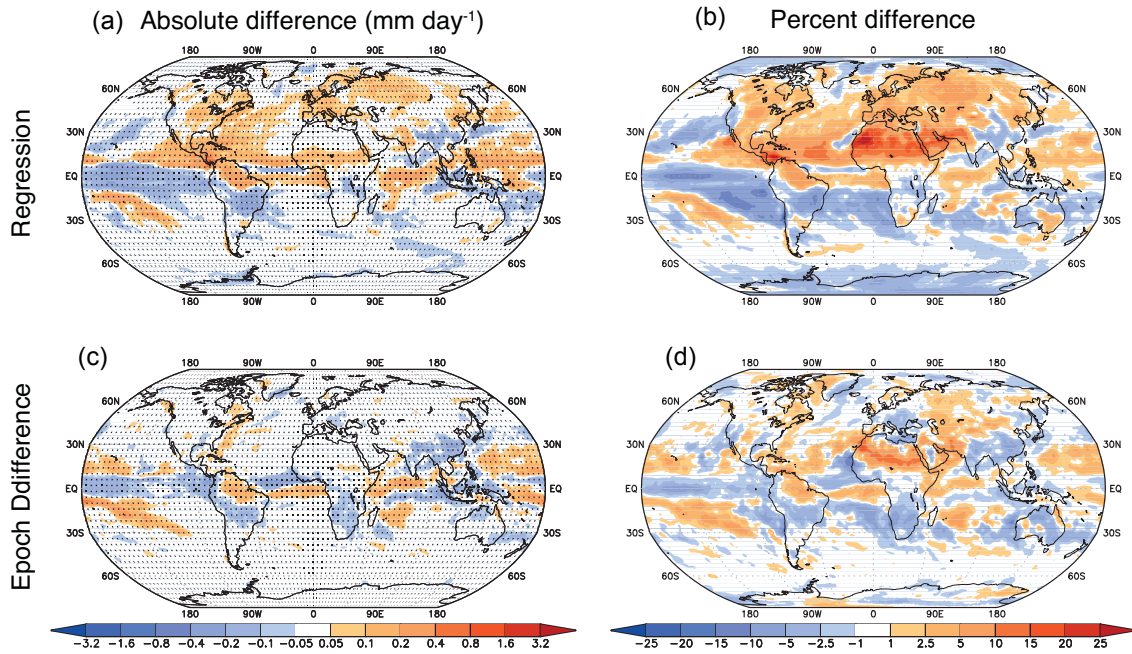 (a) Absolute difference (mm day-1)
(b) Percent difference
180 90W 0 90E 180
180 90W 0 90E 180
60N 60N
60N 60N
30N 30N
30N 30N
EQ EQ
EQ EQ
30S 30S
30S 30S
60S 60S
60S 60S
180 90W 0 90E 180
180 90W 0 90E 180
Regression
(c)
(d)
180 90W 0 90E 180
180 90W 0 90E 180
60N 60N
60N 60N
30N 30N
30N 30N
EQ EQ
EQ EQ
30S 30S
30S 30S
60S 60S
60S 60S
180 90W 0 90E 180
180 90W 0 90E 180
Epoch Ddifference
-3.2 -1.6 -0.4 -0.2 -0.1 -0.05 0.05 0.1 0.2 0.4 0.8 1.6 3.2
-25 -20 -15 -10 -5 -2.5 -1 1 2.5 5 10 15 20 25